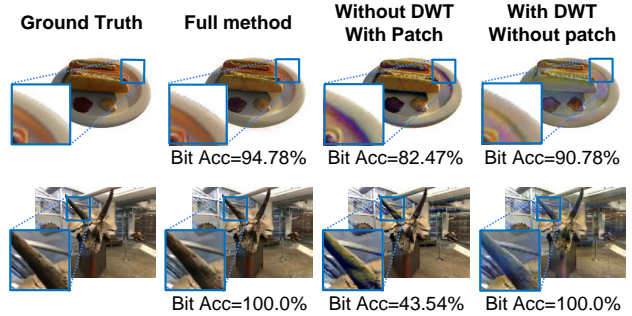 Ground Truth
Full method
Without DWT
With Patch
With DWT
Without patch
Bit Acc=94.78%
Bit Acc=82.47%
Bit Acc=90.78%
Bit Acc=100.0%
Bit Acc=43.54%
Bit Acc=100.0%